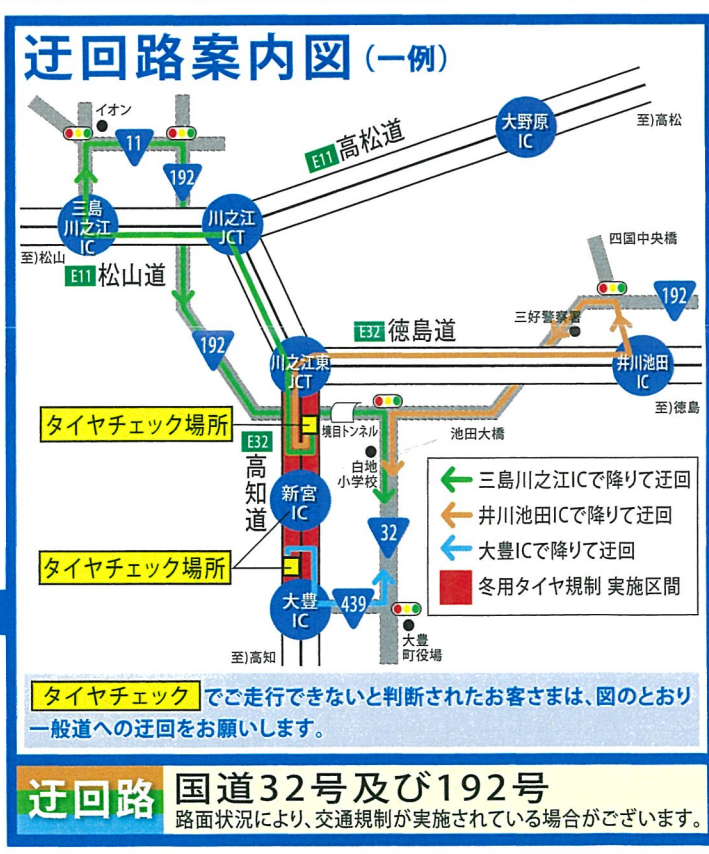 迂回路案内図(一例)
イオン
11
192
E11 高松道
大野原
IC
至)高松
三島
川之江
IC
川之江
JCT
至)松山
E11 松山道
四国中央橋
192
三好警察署
192
E32 徳島道
川之江東
JCT
井川池田
IC
至)徳島
タイヤチェック場所
境目トンネル
池田大橋
E32
高知道
白地
小学校
新宮
IC
32
タイヤチェック場所
大豊
IC
439
大豊
町役場
至)高知
三島川之江ICで降りて迂回
井川池田ICで降りて迂回
大豊ICで降りて迂回
冬用タイヤ規制 実施区間
タイヤチェック でご走行できないと判断されたお客さまは、図のとおり
一般道への迂回をお願いします。
迂回路 国道32号及び192号
路面状況により、交通規制が実施されている場合がございます。